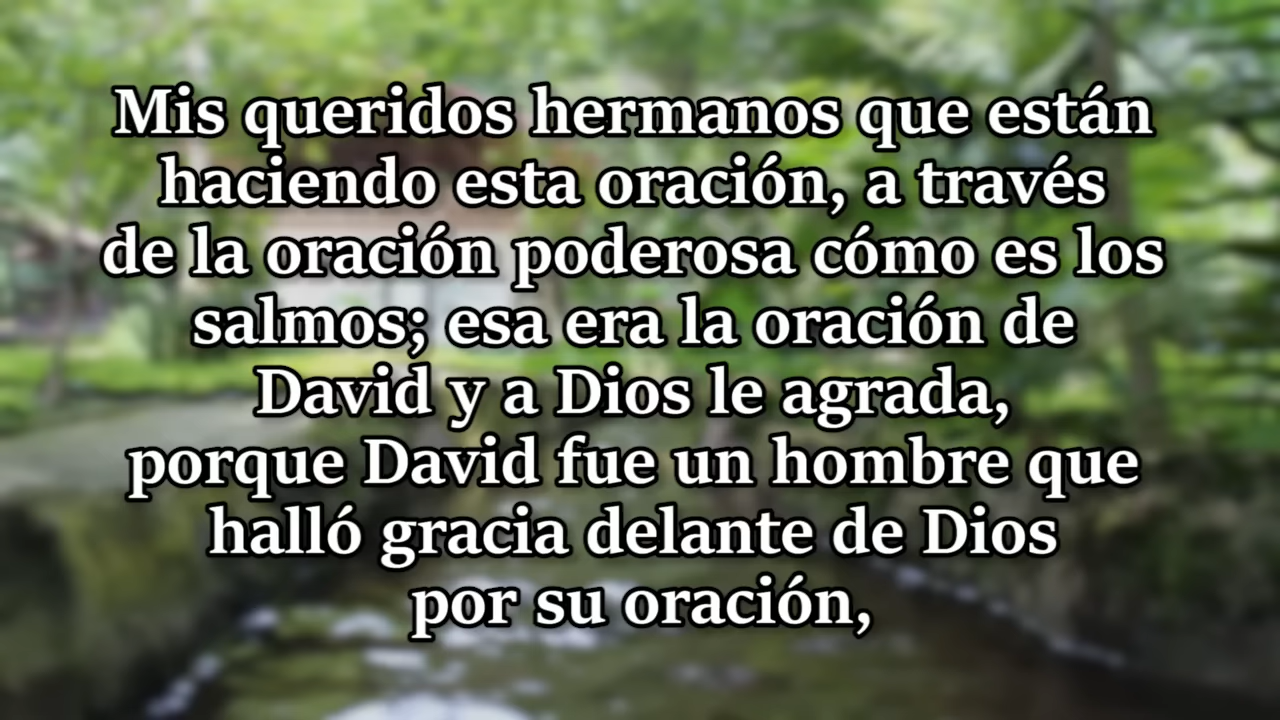 Mis queridos hermanos que están
haciendo esta oración, a través
de la oración poderosa cómo es los
salmos; esa era la oración de
David y a Dios le agrada,
porque David fue un hombre que
halló gracia delante de Dios
por su oración,